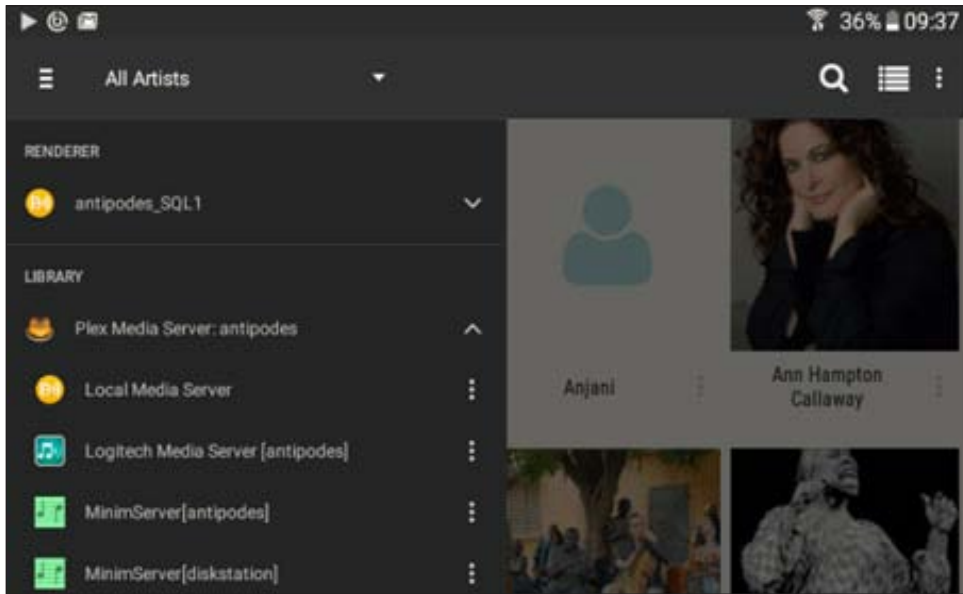 36% 09:37
All Artists
RENDERER
antipodes_SQL1
LIBRARY
Plex Media Server: antipodes
Local Media Server
Logitech Media Server [antipodes]
MinimServer[antipodes]
MinimServer[diskstation]
Anjani
Ann Hampton
Callaway